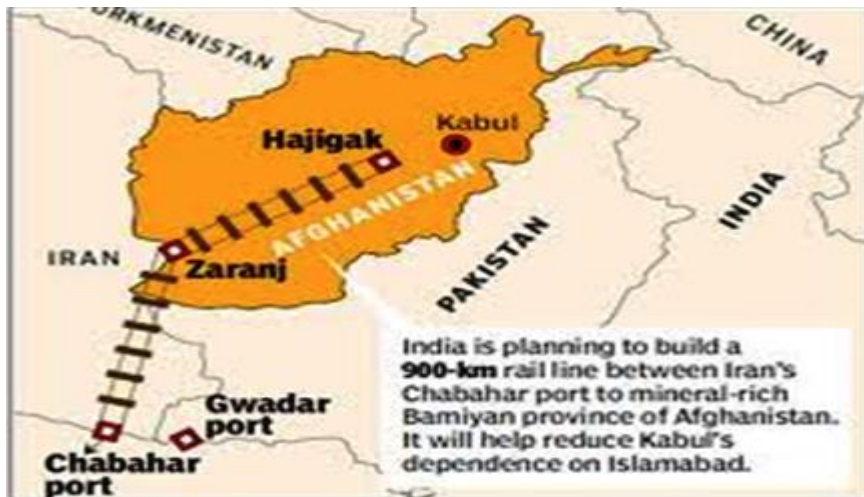 URKMENISTAN
CHINA
Kabul
Hajigak
AFGHANISTAN
INDIA
PAKISTAN
IRAN
Zaranj
India is planning to build a
900-km rail line between Iran's
Chabahar port to mineral-rich
Bamiyan province of Afghanistan.
It will help reduce Kabul's
dependence on Islamabad.
Gwadar
port
Chabahar
port